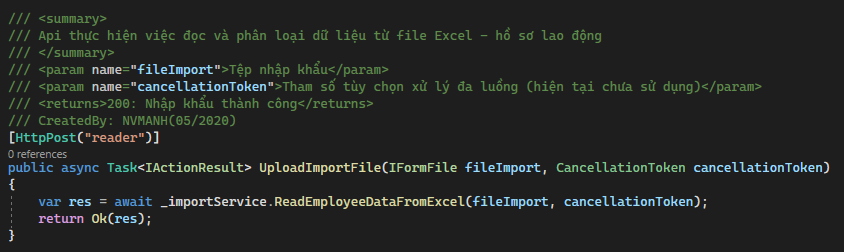 /// <summary>
/// Api thực hiện việc đọc và phân loại dữ liệu từ file Excel - hồ sơ lao động
/// </summary>
/// <param name="fileImport">Tệp nhập khẩu</param>
/// <param name="cancellationToken">Tham số tùy chọn xử lý đa luồng (hiện tại chưa sử dụng)</param>
/// <returns>200: Nhập khẩu thành công</returns>
/// CreatedBy: NVMANH(05/2020)
[HttpPost("reader")]
0 references
public async Task<IActionResult> UploadImportFile(IFormFile fileImport, CancellationToken cancellationToken)
{
    var res = await _importService.ReadEmployeeDataFromExcel(fileImport, cancellationToken);
    return Ok(res);
}